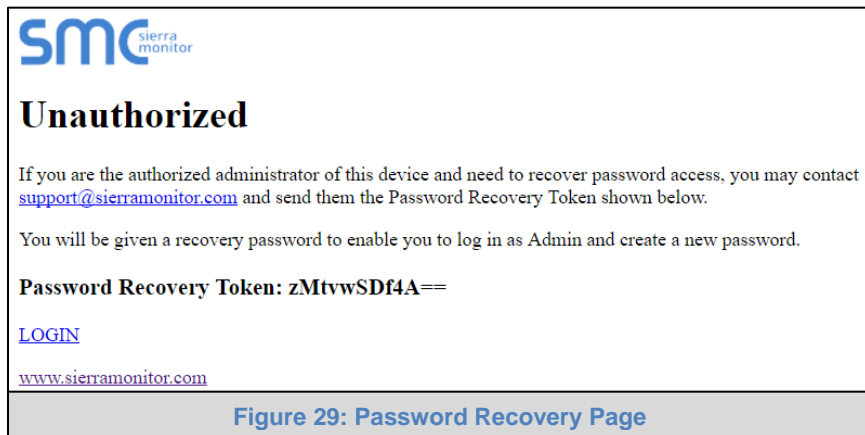 SMC sierra
monitor
Unauthorized
If you are the authorized administrator of this device and need to recover password access, you may contact
support@sierramonitor.com and send them the Password Recovery Token shown below.
You will be given a recovery password to enable you to log in as Admin and create a new password.
Password Recovery Token: zMtvwSDf4A==
LOGIN
www.sierramonitor.com
Figure 29: Password Recovery Page